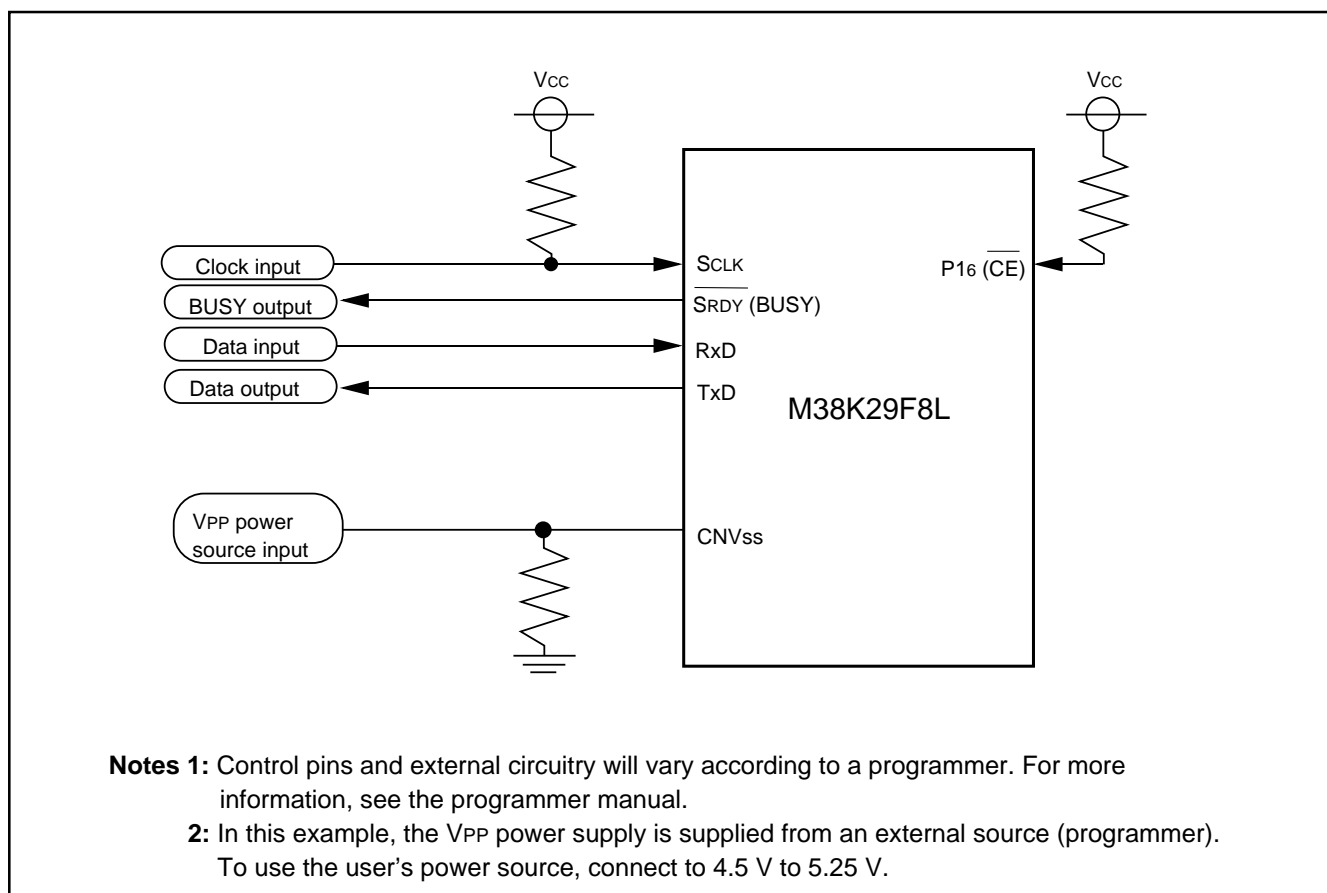 Vcc
Vcc
Clock input
SCLK
P16 (CE)
BUSY output
SRDY (BUSY)
Data input
RxD
Data output
TxD
M38K29F8L
VPP power
source input
CNVss
Notes 1: Control pins and external circuitry will vary according to a programmer. For more
information, see the programmer manual.
2: In this example, the VPP power supply is supplied from an external source (programmer).
To use the user's power source, connect to 4.5 V to 5.25 V.